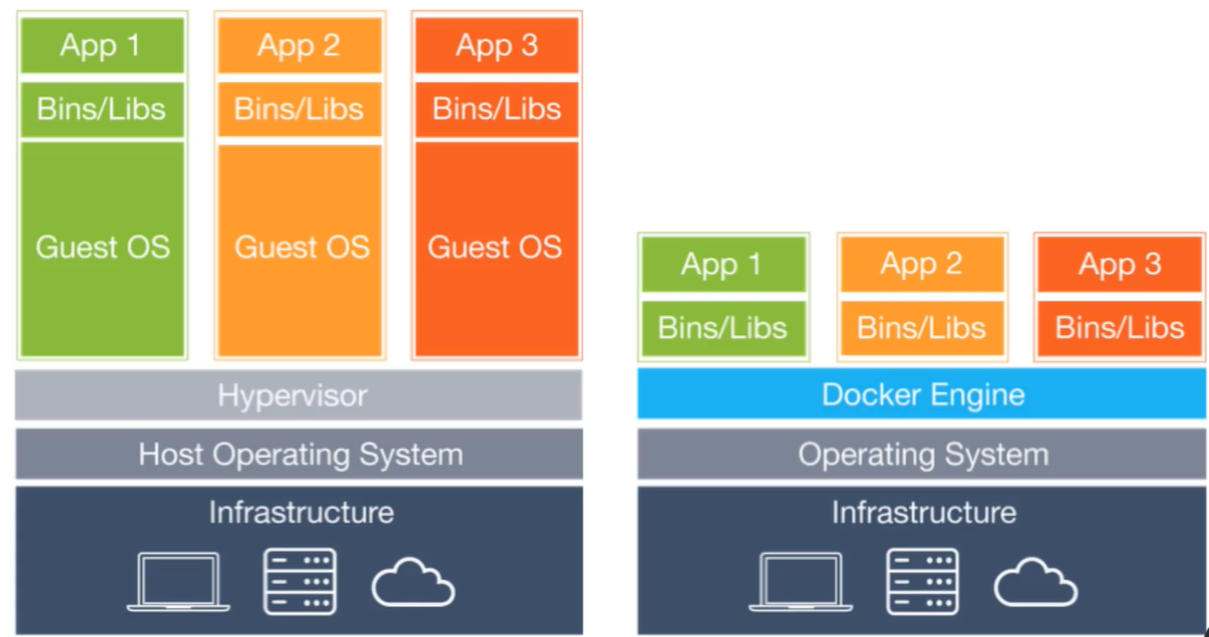 App 1
App 2
App 3
Bins/Libs
Bins/Libs
Bins/Libs
Guest OS
Guest OS
Guest OS
Hypervisor
Host Operating System
Infrastructure
App 1
App 2
App 3
Bins/Libs
Bins/Libs
Bins/Libs
Docker Engine
Operating System
Infrastructure